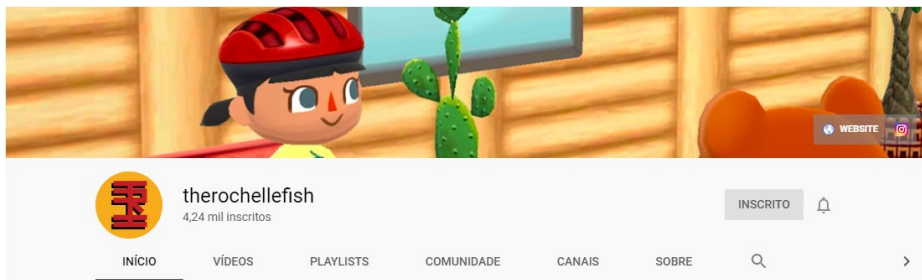 WEBSITE
therochellefish
4,24 mil inscritos
INSCRITO
INÍCIO VÍDEOS PLAYLISTS COMUNIDADE CANAIS SOBRE